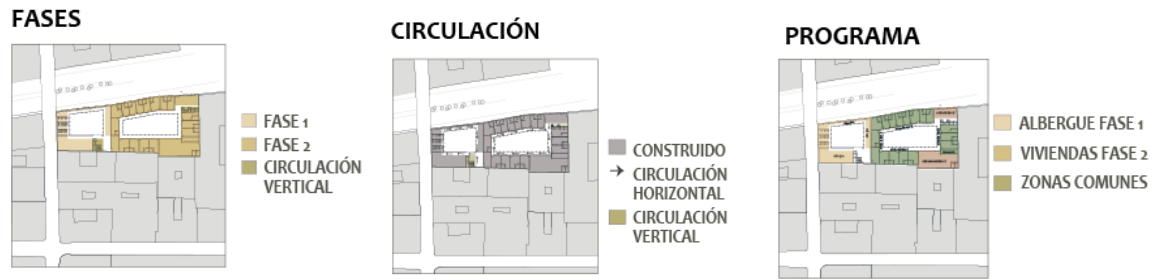 FASES
FASE 1
FASE 2
CIRCULACIÓN
VERTICAL
CIRCULACIÓN
CONSTRUIDO
CIRCULACIÓN
HORIZONTAL
CIRCULACIÓN
VERTICAL
PROGRAMA
ALBERGUE FASE 1
VIVIENDAS FASE 2
ZONAS COMUNES